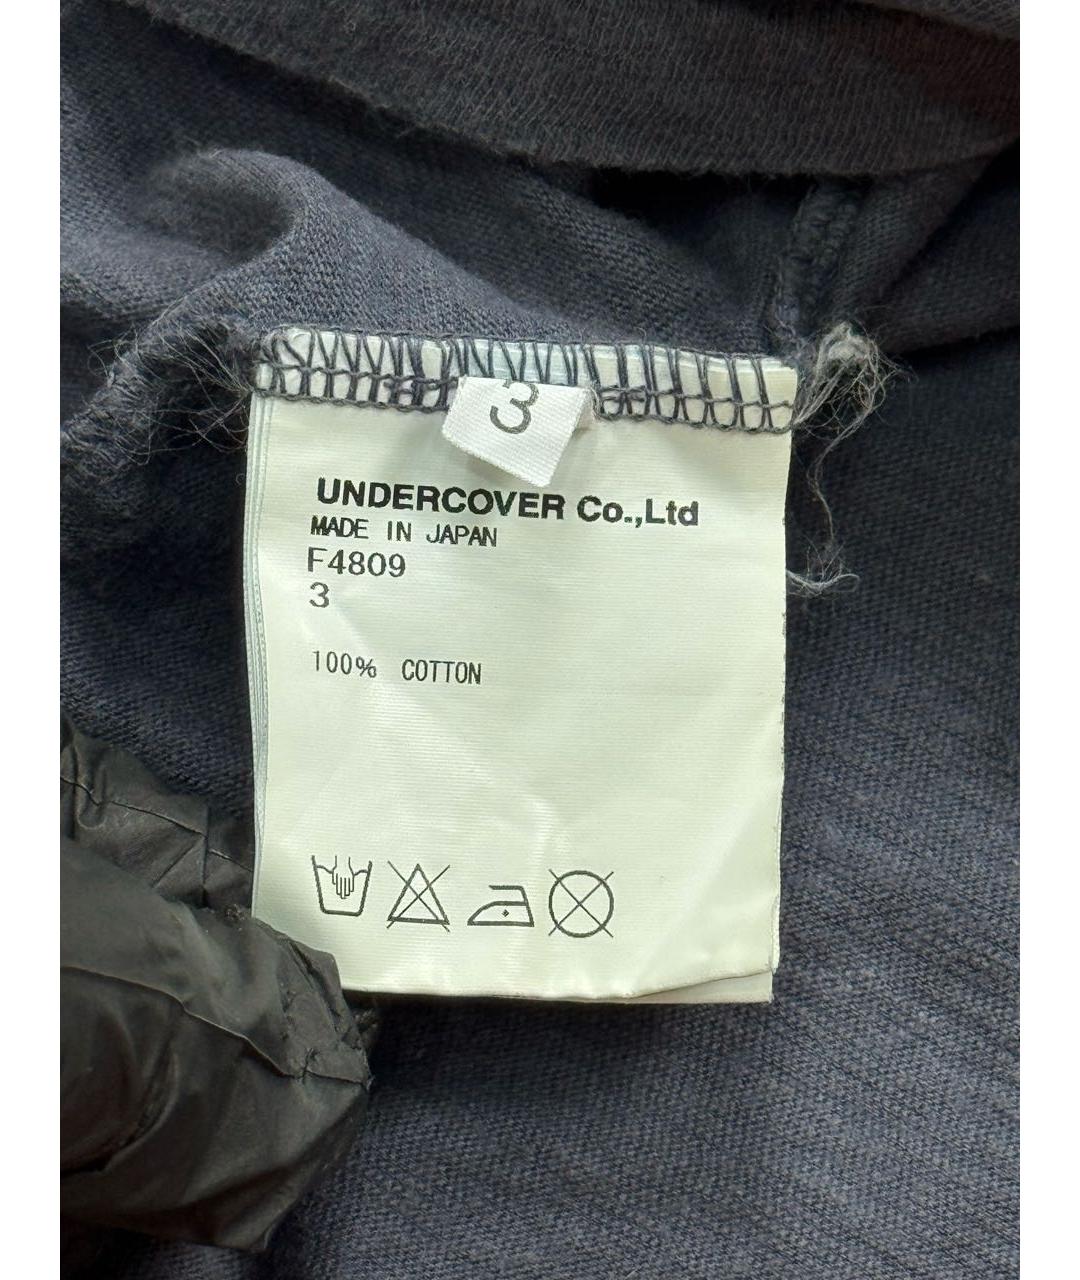 3
UNDERCOVER Co.,Ltd
MADE IN JAPAN
F4809
3
100% COTTON